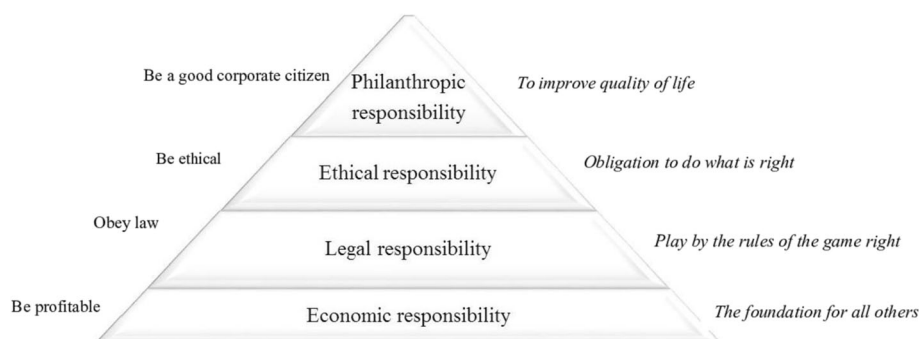 Be a good corporate citizen
Philanthropic
responsibility
To improve quality of life
Be ethical
Ethical responsibility
Obligation to do what is right
Obey law
Legal responsibility
Play by the rules of the game right
Be profitable
Economic responsibility
The foundation for all others